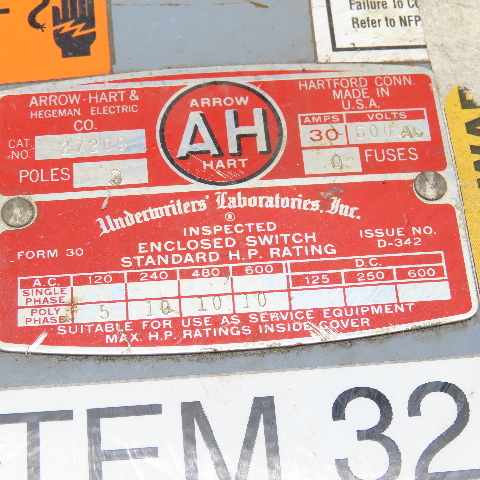 Failure To Co
Refer to NFP
ARROW-HART &
HEGEMAN ELECTRIC
CO.
CAT. NO.
POLES 3
ARROW
AH
HART
HARTFORD CONN.
MADE IN
U.S.A.
AMPS VOLTS
30 600 AC
0 FUSES
Underwriters' Laboratories, Inc.
®
INSPECTED
ENCLOSED SWITCH
STANDARD H.P. RATING
FORM 30
ISSUE NO.
D-342
A.C. 120 240 480 600 D.C. 125 250 600
SINGLE PHASE
POLY PHASE 5 10 10 10
SUITABLE FOR USE AS SERVICE EQUIPMENT
MAX. H.P. RATINGS INSIDE COVER
TEM 32